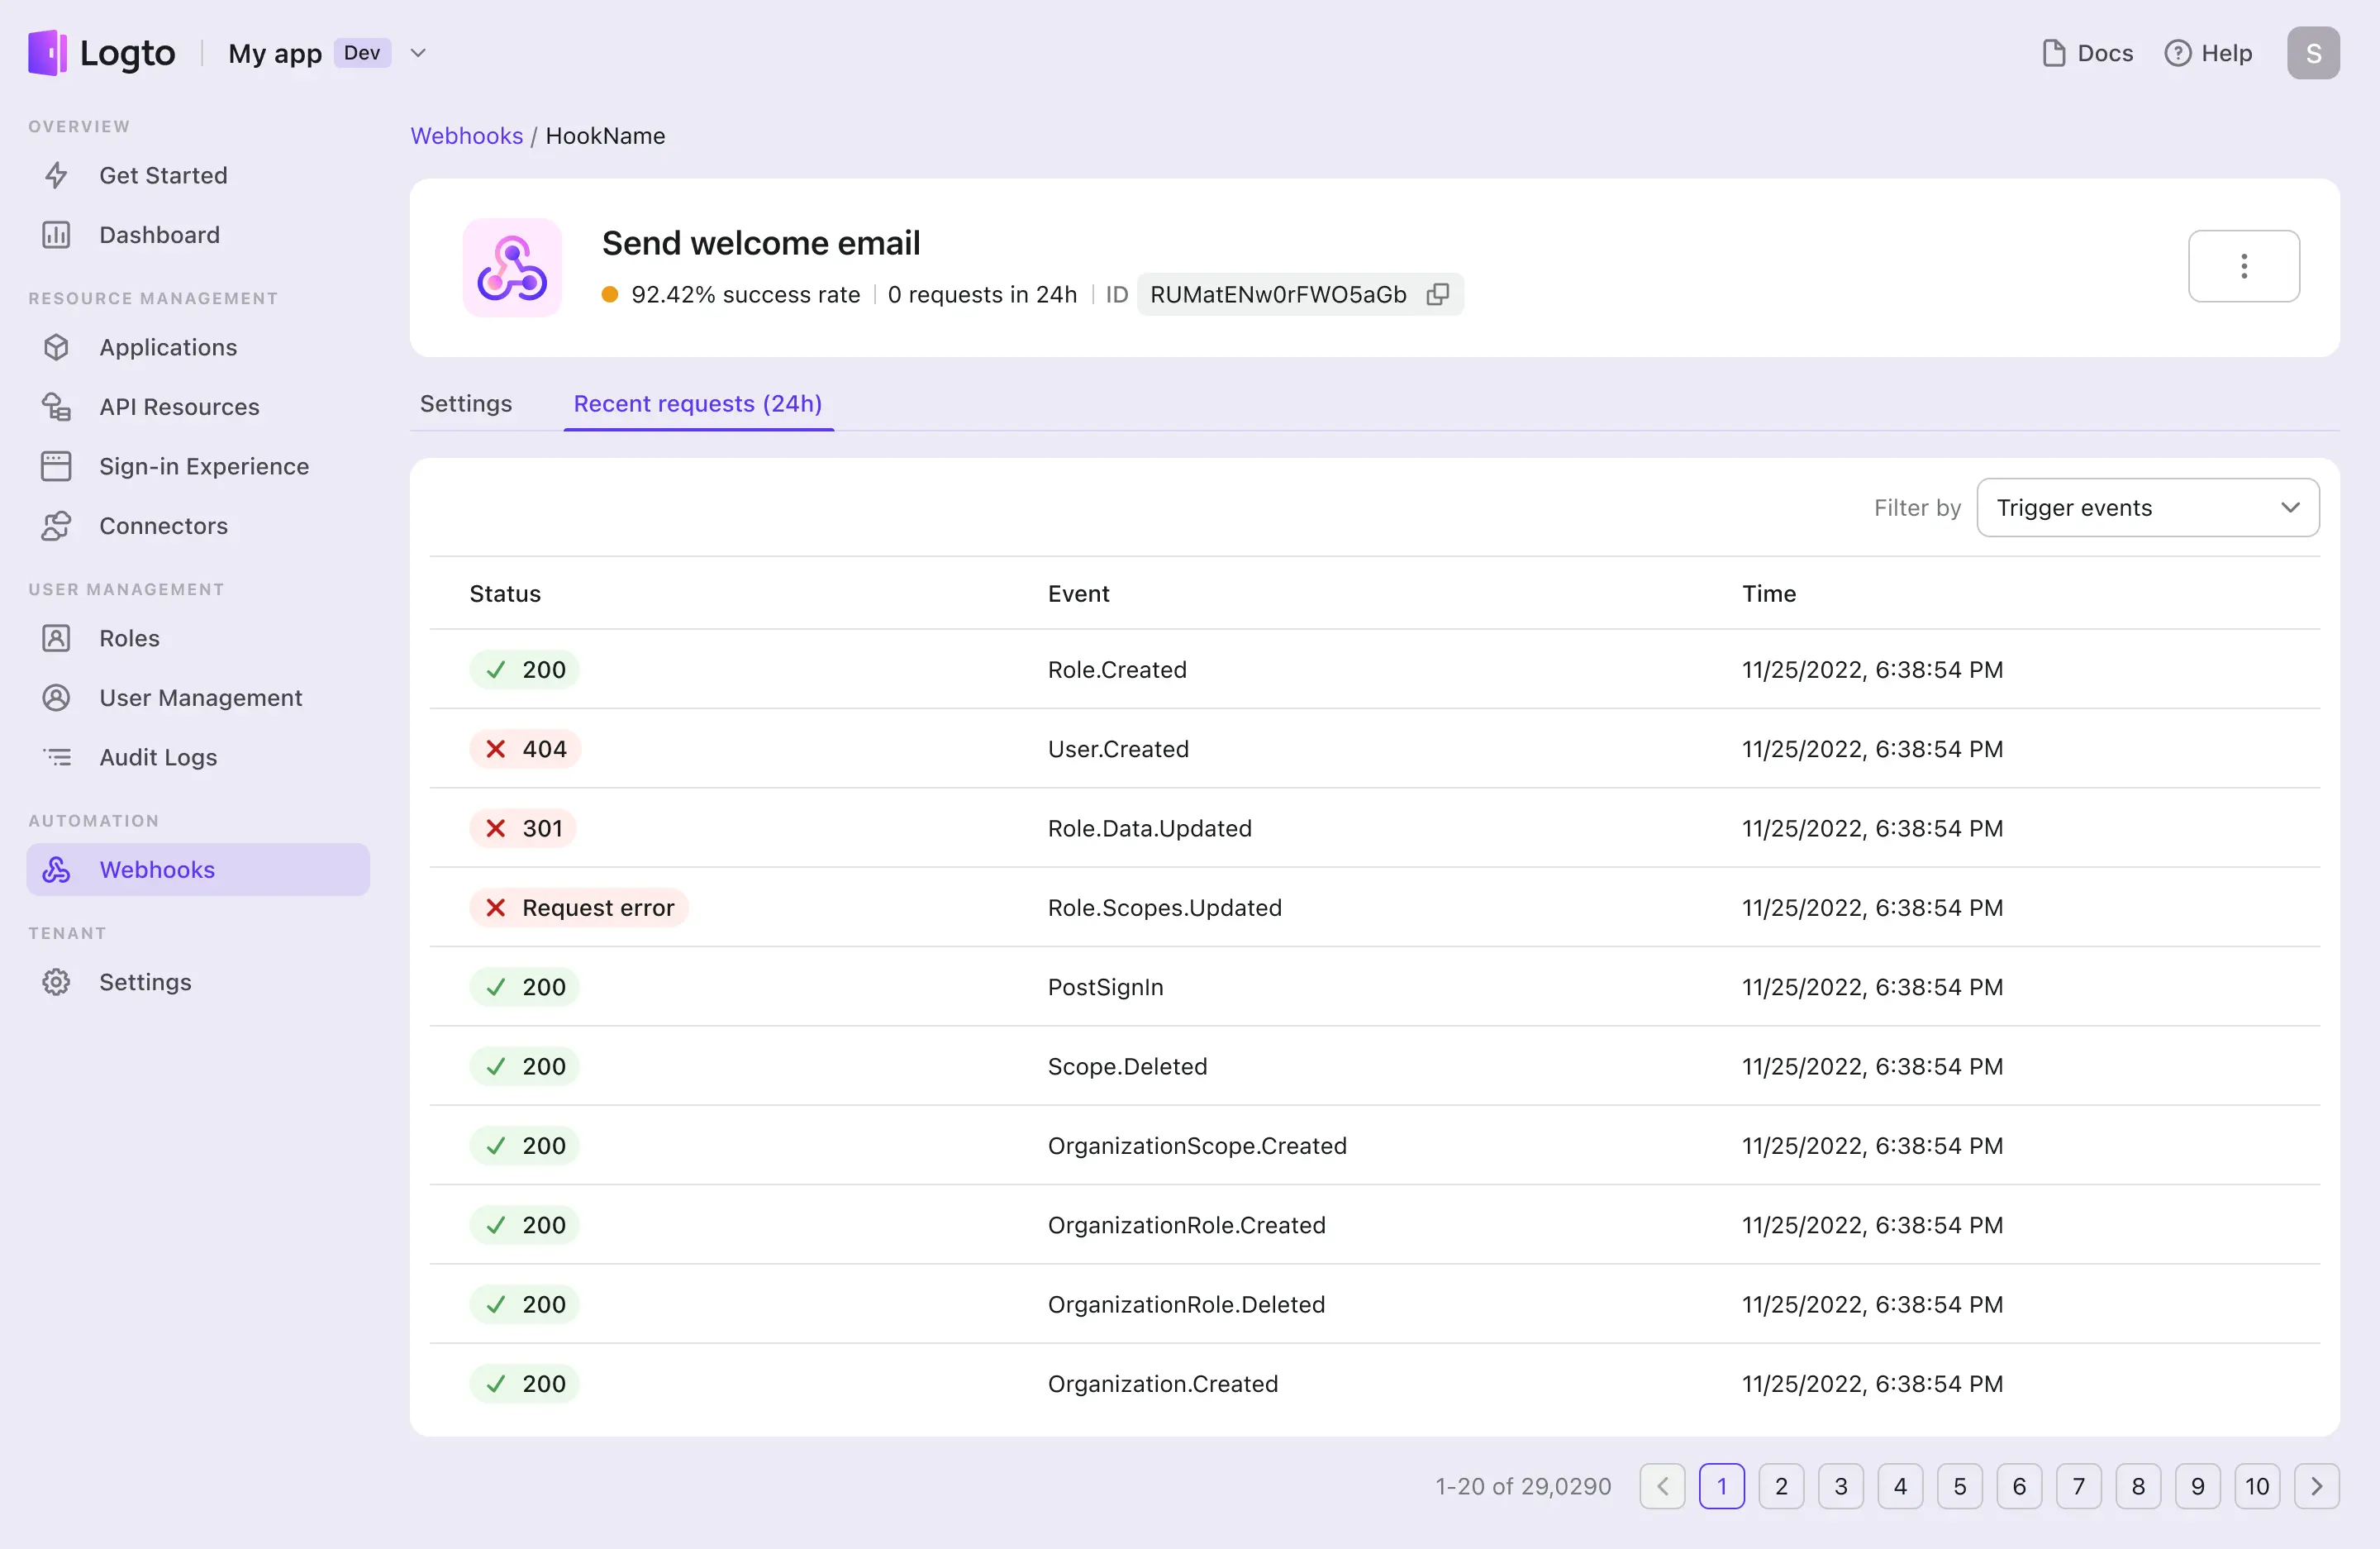 Logto My app Dev Docs Help S
OVERVIEW
Get Started
Dashboard
RESOURCE MANAGEMENT
Applications
API Resources
Sign-in Experience
Connectors
USER MANAGEMENT
Roles
User Management
Audit Logs
AUTOMATION
Webhooks
TENANT
Settings
Webhooks / HookName
Send welcome email
92.42% success rate 0 requests in 24h ID RUMatENw0rFWO5aGb
Settings Recent requests (24h)
Filter by Trigger events
Status Event Time
200 Role.Created 11/25/2022, 6:38:54 PM
404 User.Created 11/25/2022, 6:38:54 PM
301 Role.Data.Updated 11/25/2022, 6:38:54 PM
Request error Role.Scopes.Updated 11/25/2022, 6:38:54 PM
200 PostSignIn 11/25/2022, 6:38:54 PM
200 Scope.Deleted 11/25/2022, 6:38:54 PM
200 OrganizationScope.Created 11/25/2022, 6:38:54 PM
200 OrganizationRole.Created 11/25/2022, 6:38:54 PM
200 OrganizationRole.Deleted 11/25/2022, 6:38:54 PM
200 Organization.Created 11/25/2022, 6:38:54 PM
1-20 of 29,0290 1 2 3 4 5 6 7 8 9 10